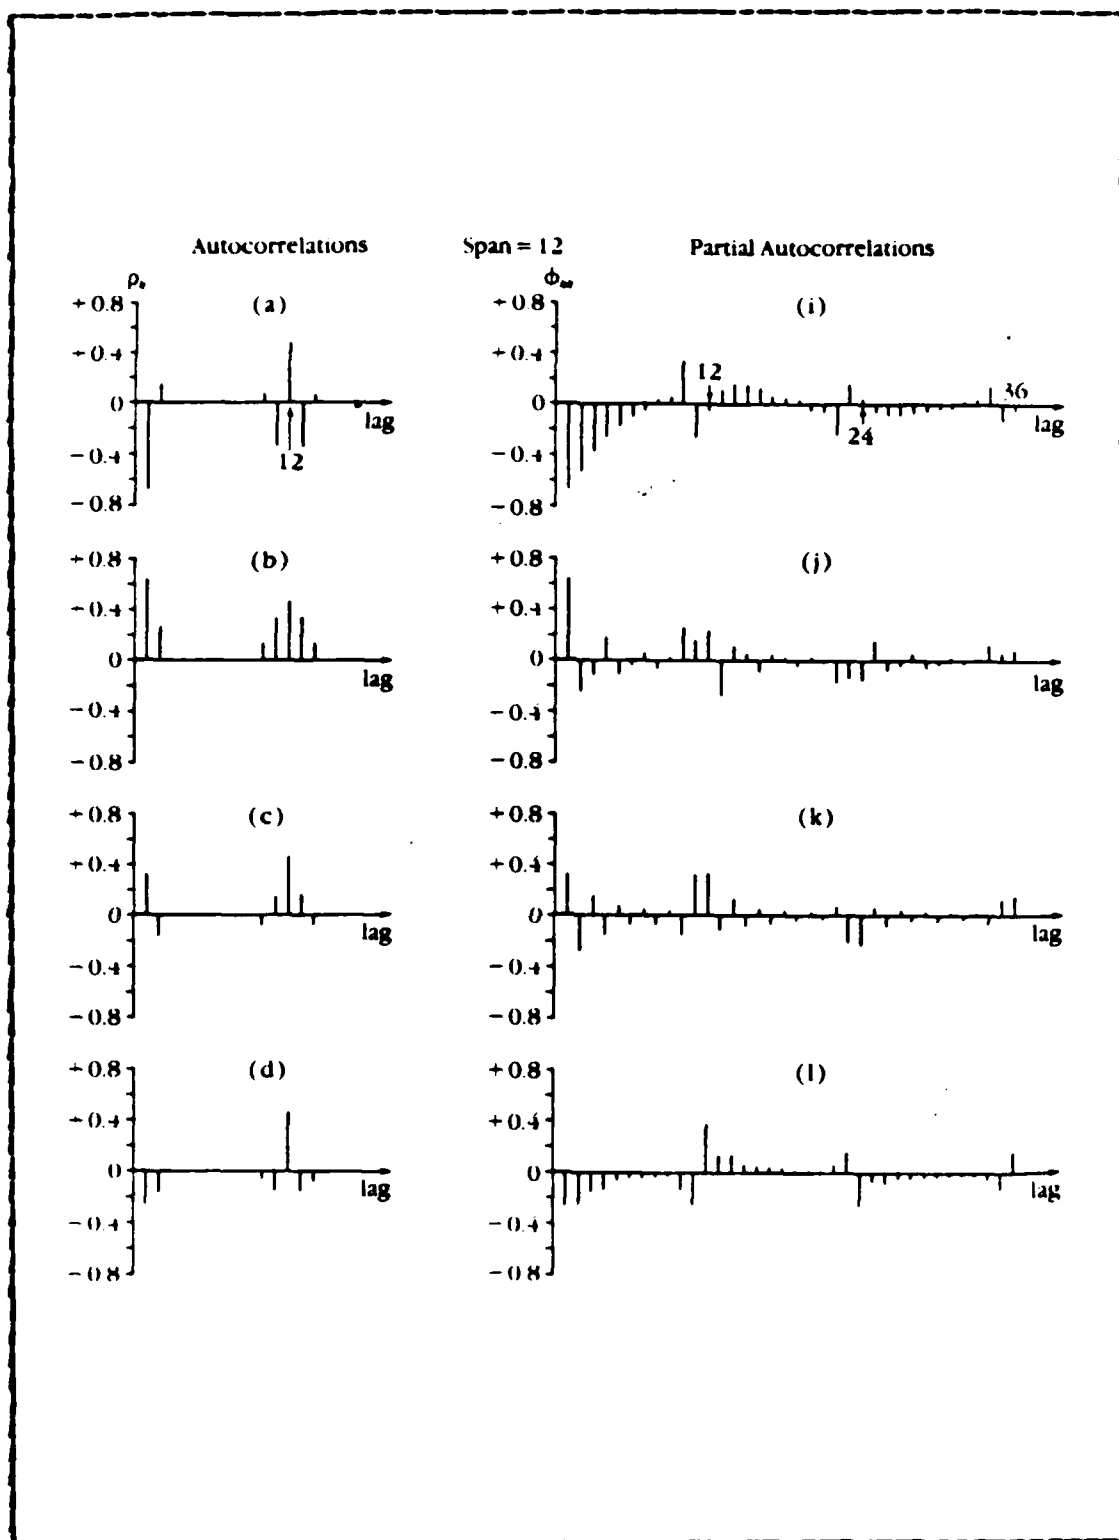 Autocorrelations Span = 12 Partial Autocorrelations
ρk Φkk
+0.8 (a) +0.8 (i)
+0.4 +0.4 12
0 0 36
lag lag
12 24
−0.4 −0.4
−0.8 −0.8
+0.8 (b) +0.8 (j)
+0.4 +0.4
0 0
lag lag
−0.4 −0.4
−0.8 −0.8
+0.8 (c) +0.8 (k)
+0.4 +0.4
0 0
lag lag
−0.4 −0.4
−0.8 −0.8
+0.8 (d) +0.8 (l)
+0.4 +0.4
0 0
lag lag
−0.4 −0.4
−0.8 −0.8